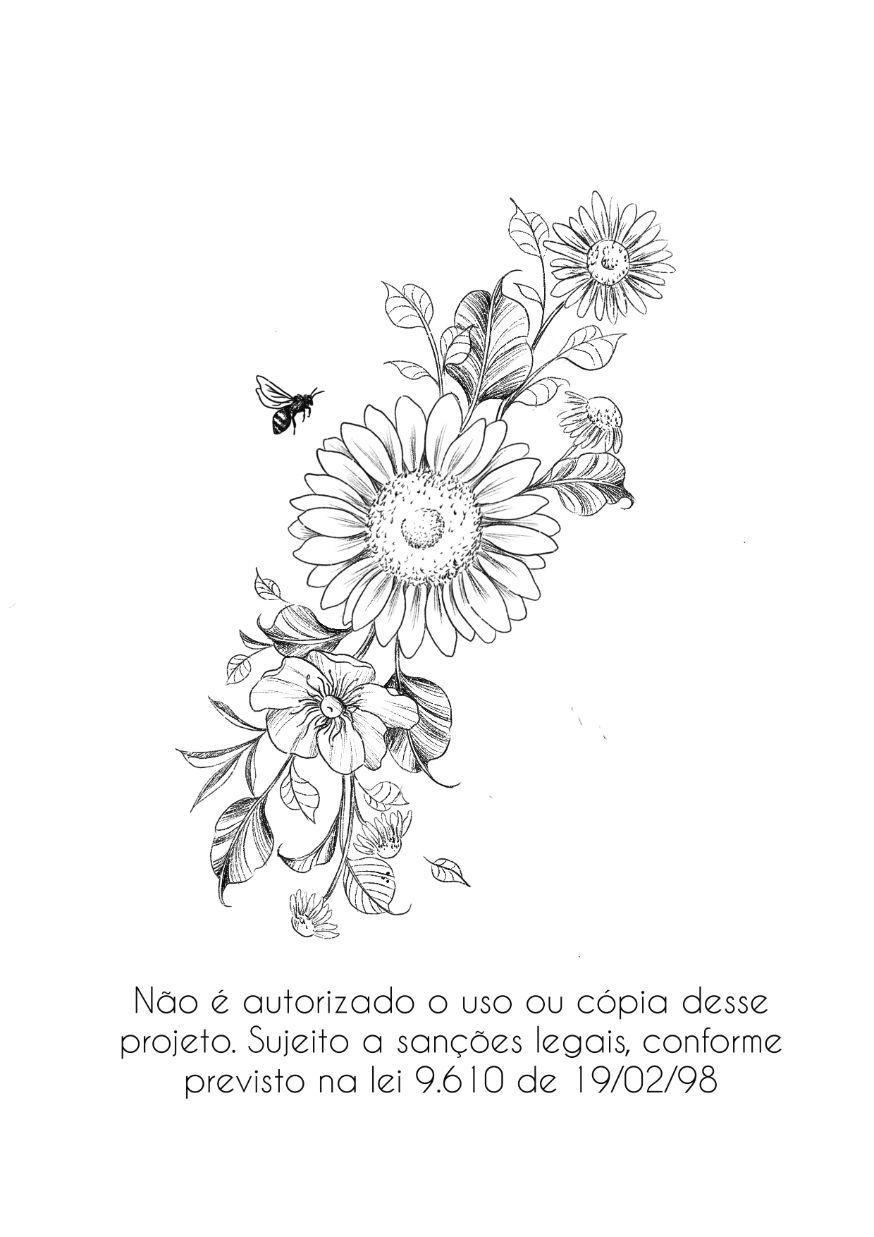 Não é autorizado o uso ou cópia desse
projeto. Sujeito a sanções legais, conforme
previsto na lei 9.610 de 19/02/98